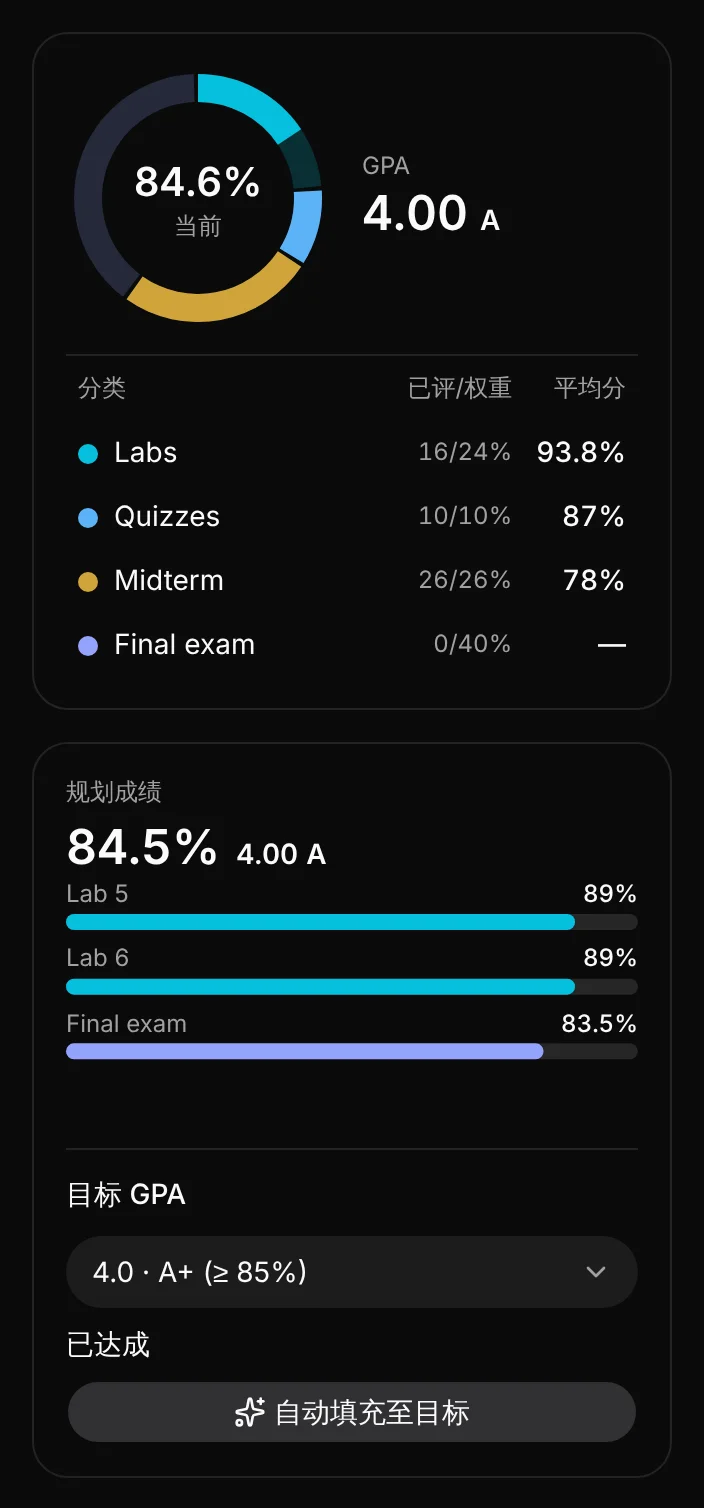 84.6%
当前
GPA
4.00 A
分类 已评/权重 平均分
Labs 16/24% 93.8%
Quizzes 10/10% 87%
Midterm 26/26% 78%
Final exam 0/40% —
规划成绩
84.5% 4.00 A
Lab 5 89%
Lab 6 89%
Final exam 83.5%
目标 GPA
4.0 · A+ (≥ 85%)
已达成
自动填充至目标